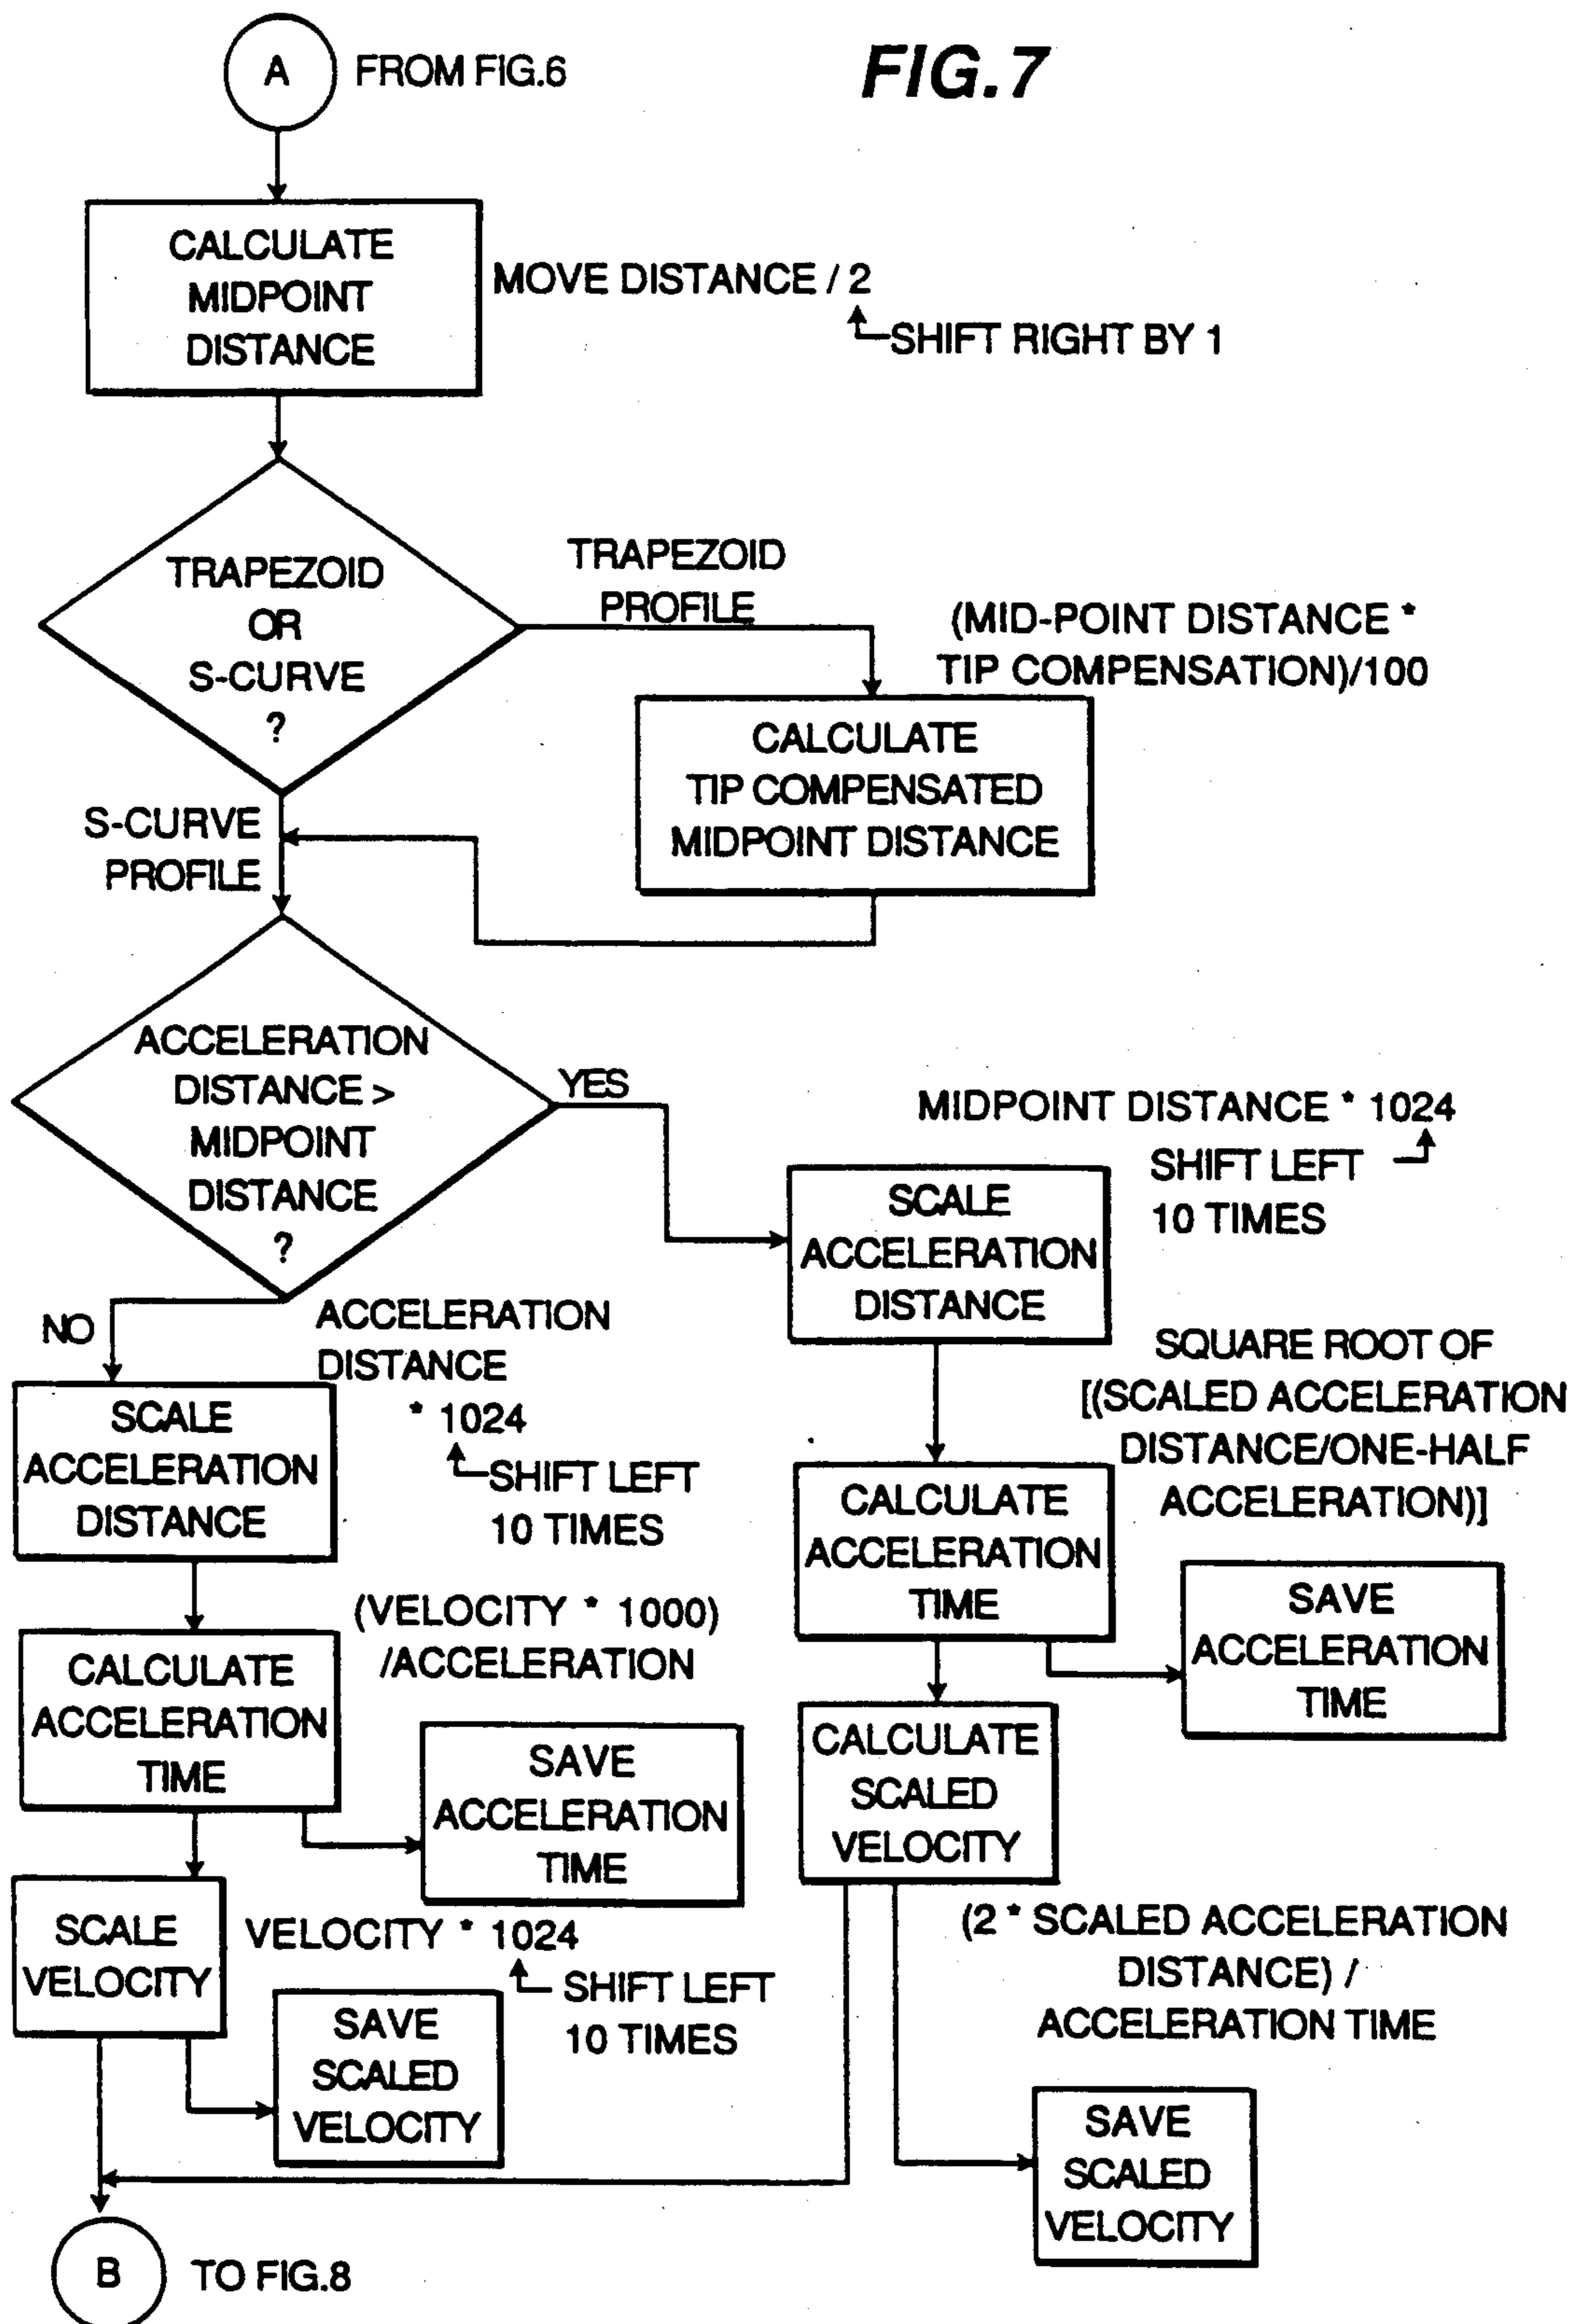 A
FROM FIG.6
FIG.7
CALCULATE
MIDPOINT
DISTANCE
MOVE DISTANCE / 2
SHIFT RIGHT BY 1
TRAPEZOID
OR
S-CURVE
?
TRAPEZOID
PROFILE
(MID-POINT DISTANCE *
TIP COMPENSATION)/100
CALCULATE
TIP COMPENSATED
MIDPOINT DISTANCE
S-CURVE
PROFILE
ACCELERATION
DISTANCE >
MIDPOINT
DISTANCE
?
YES
MIDPOINT DISTANCE * 1024
SHIFT LEFT
10 TIMES
SCALE
ACCELERATION
DISTANCE
NO
ACCELERATION
DISTANCE
* 1024
SHIFT LEFT
10 TIMES
SCALE
ACCELERATION
DISTANCE
SQUARE ROOT OF
[(SCALED ACCELERATION
DISTANCE/ONE-HALF
ACCELERATION)]
CALCULATE
ACCELERATION
TIME
SAVE
ACCELERATION
TIME
(VELOCITY * 1000)
/ACCELERATION
CALCULATE
ACCELERATION
TIME
SAVE
ACCELERATION
TIME
CALCULATE
SCALED
VELOCITY
SCALE
VELOCITY
VELOCITY * 1024
SHIFT LEFT
10 TIMES
SAVE
SCALED
VELOCITY
(2 * SCALED ACCELERATION
DISTANCE) /
ACCELERATION TIME
SAVE
SCALED
VELOCITY
B
TO FIG.8